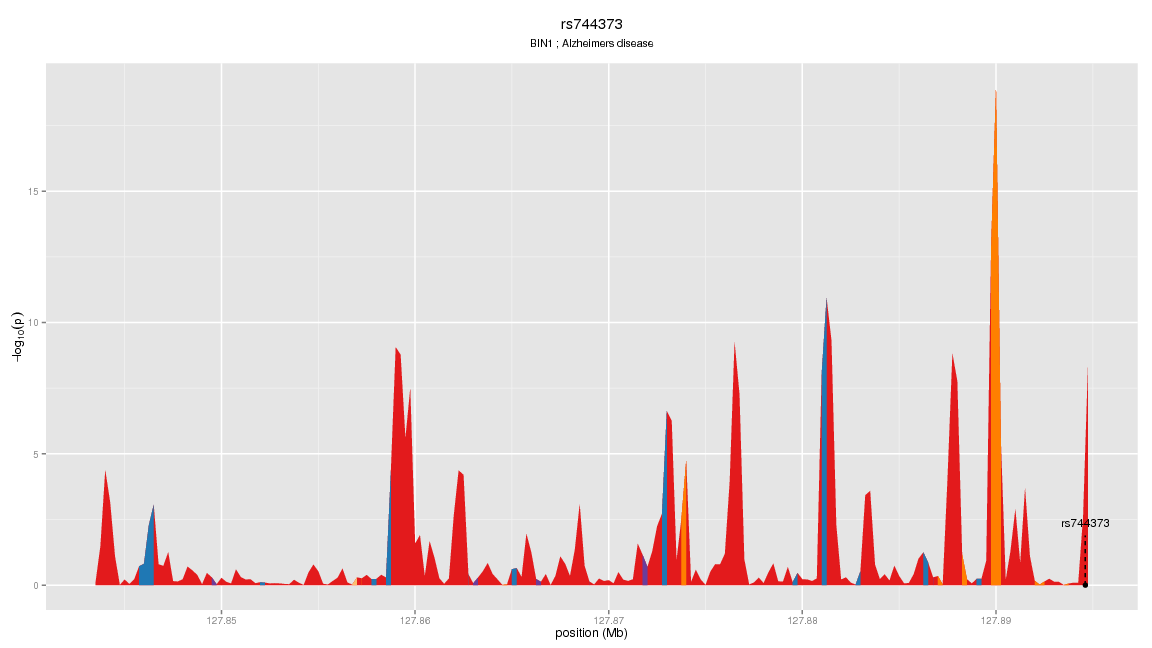 rs744373
BIN1 ; Alzheimers disease
15
10
5
0
−log10(p)
rs744373
127.85
127.86
127.87
127.88
127.89
position (Mb)